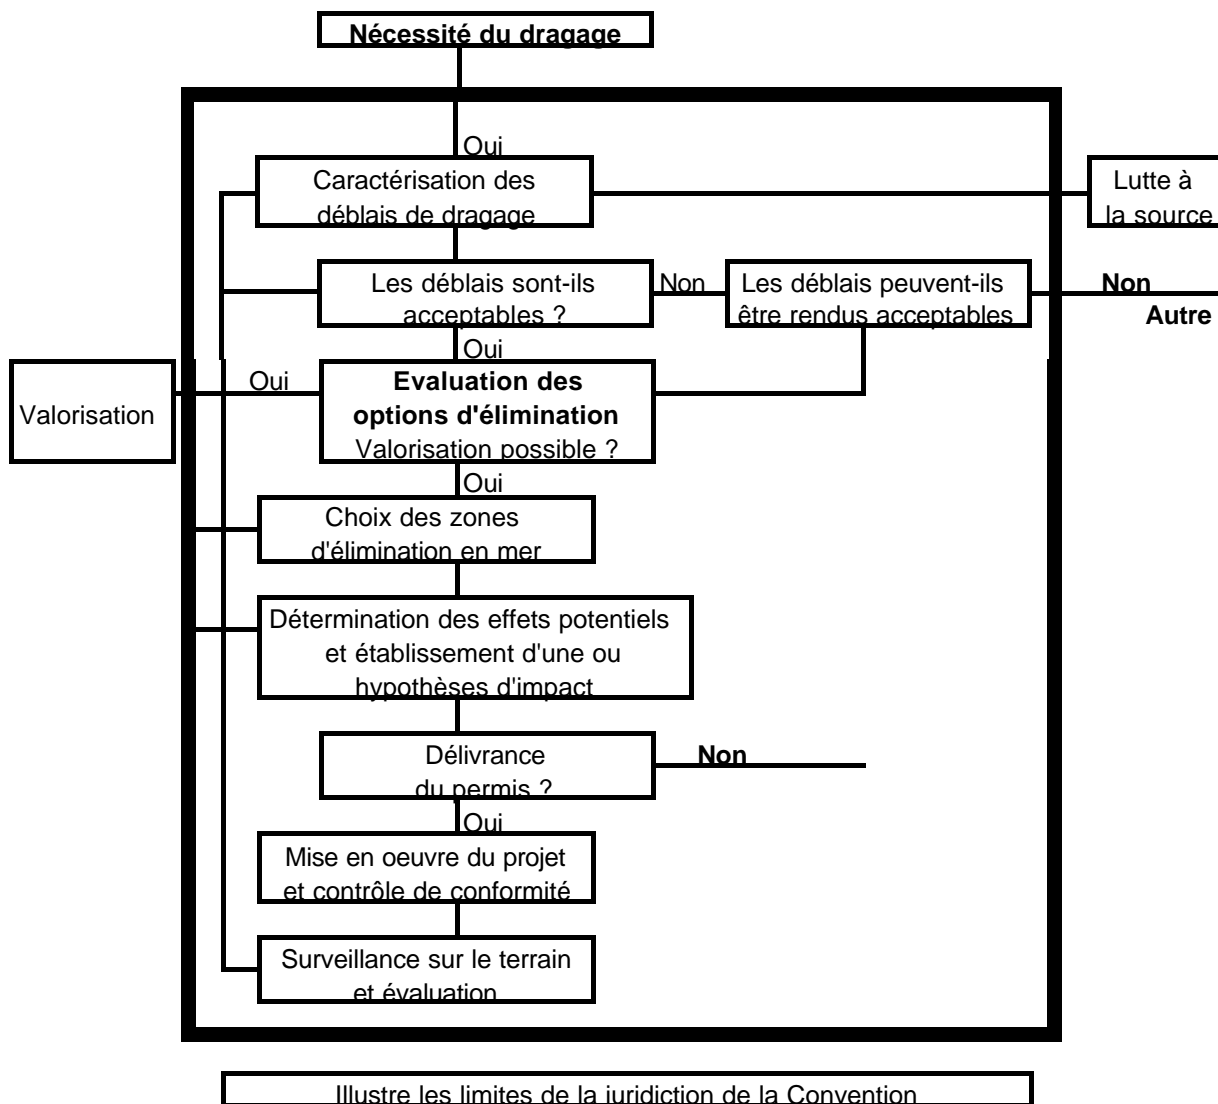 Nécessité du dragage
Oui
Caractérisation des
déblais de dragage
Lutte à
la source
Les déblais sont-ils
acceptables ?
Non
Les déblais peuvent-ils
être rendus acceptables
Non
Autre
Oui
Valorisation
Oui
Evaluation des
options d'élimination
Valorisation possible ?
Oui
Choix des zones
d'élimination en mer
Détermination des effets potentiels
et établissement d'une ou
hypothèses d'impact
Délivrance
du permis ?
Non
Oui
Mise en oeuvre du projet
et contrôle de conformité
Surveillance sur le terrain
et évaluation
Illustre les limites de la juridiction de la Convention